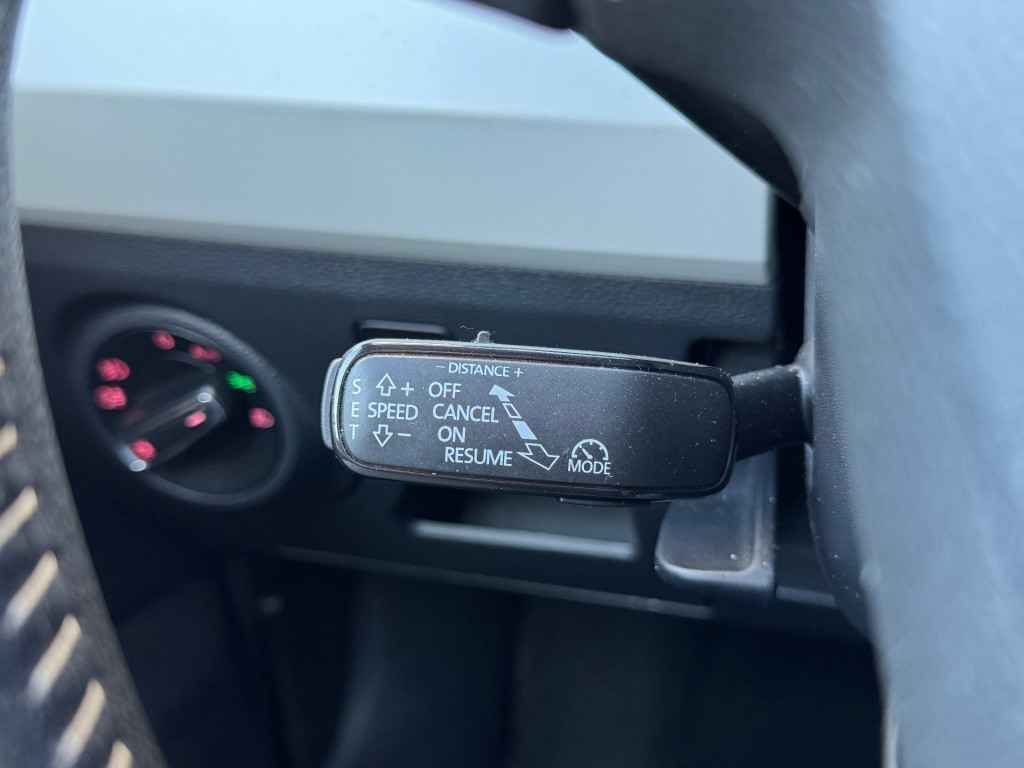 - DISTANCE +
S + OFF
E SPEED CANCEL
T - ON
RESUME
MODE